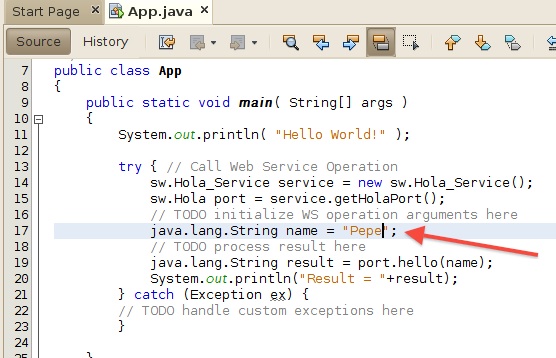 Start Page
App.java
Source
History
7 public class App
8 {
9 public static void main( String[] args )
10 {
11 System.out.println( "Hello World!" );
12
13 try { // Call Web Service Operation
14 sw.Hola_Service service = new sw.Hola_Service();
15 sw.Hola port = service.getHolaPort();
16 // TODO initialize WS operation arguments here
17 java.lang.String name = "Pepe";
18 // TODO process result here
19 java.lang.String result = port.hello(name);
20 System.out.println("Result = "+result);
21 } catch (Exception ex) {
22 // TODO handle custom exceptions here
23 }
24
25 }